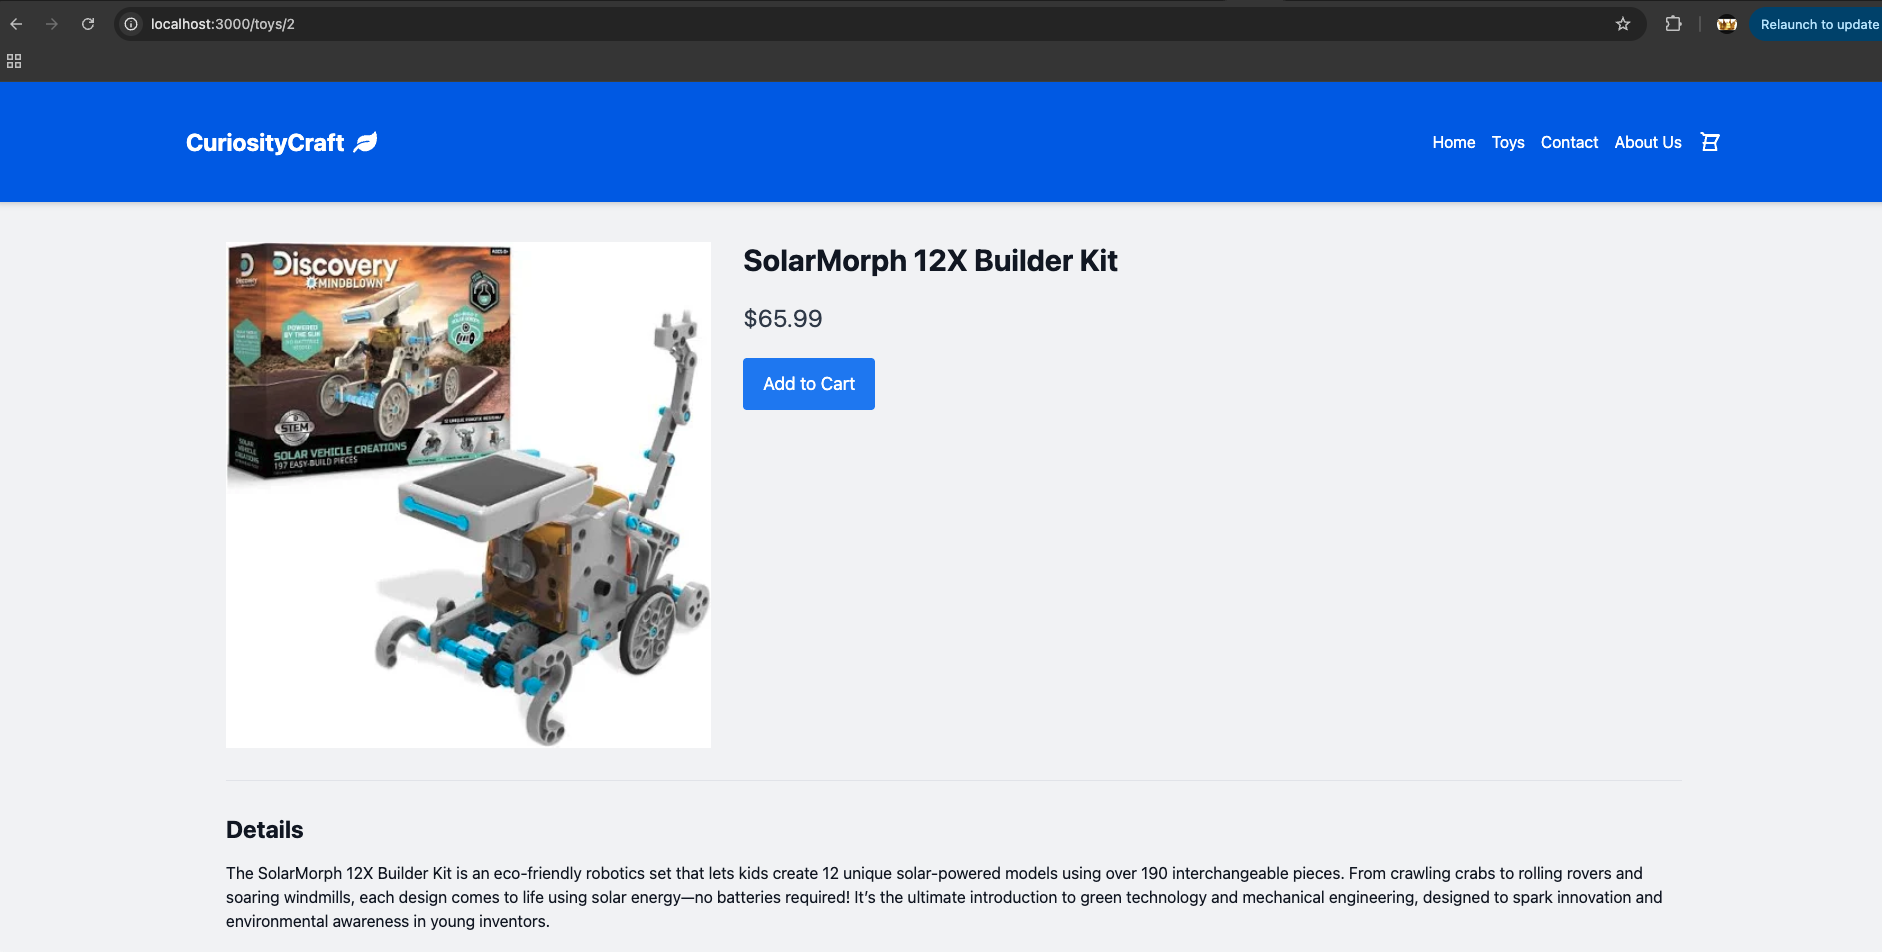 localhost:3000/toys/2
Relaunch to update
CuriosityCraft
Home Toys Contact About Us
Discovery
MINDBLOWN
POWERED
BY THE SUN
STEM
SOLAR VEHICLE CREATIONS
197 EASY-BUILD PIECES
SolarMorph 12X Builder Kit
$65.99
Add to Cart
Details
The SolarMorph 12X Builder Kit is an eco-friendly robotics set that lets kids create 12 unique solar-powered models using over 190 interchangeable pieces. From crawling crabs to rolling rovers and
soaring windmills, each design comes to life using solar energy—no batteries required! It’s the ultimate introduction to green technology and mechanical engineering, designed to spark innovation and
environmental awareness in young inventors.